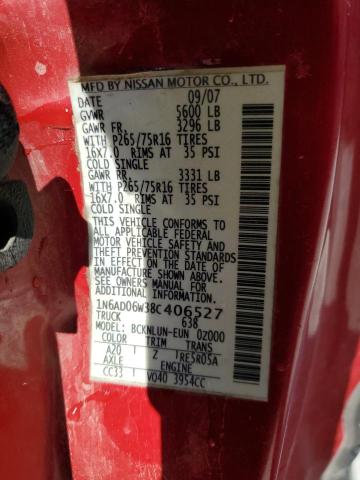 MFD BY NISSAN MOTOR CO., LTD.
DATE 09/07
GVWR 5600 LB
GAWR FR. 3296 LB
WITH P265/75R16 TIRES
16X7.0 RIMS AT 35 PSI
COLD SINGLE
GAWR RR. 3331 LB
WITH P265/75R16 TIRES
16X7.0 RIMS AT 35 PSI
COLD SINGLE
THIS VEHICLE CONFORMS TO
ALL APPLICABLE FEDERAL
MOTOR VEHICLE SAFETY AND
THEFT PREVENTION STANDARDS
IN EFFECT ON THE DATE OF
MANUFACTURE SHOWN ABOVE.
SEE OWNERS MANUAL FOR
ADDITIONAL INFORMATION.
1N6AD06W38C406527
TRUCK 638
MODEL: BCKNLUN-EUN 0Z000
COLOR TRIM TRANS
A20 Z RE5R05A
AXLE ENGINE
CC33 VQ40 3954CC